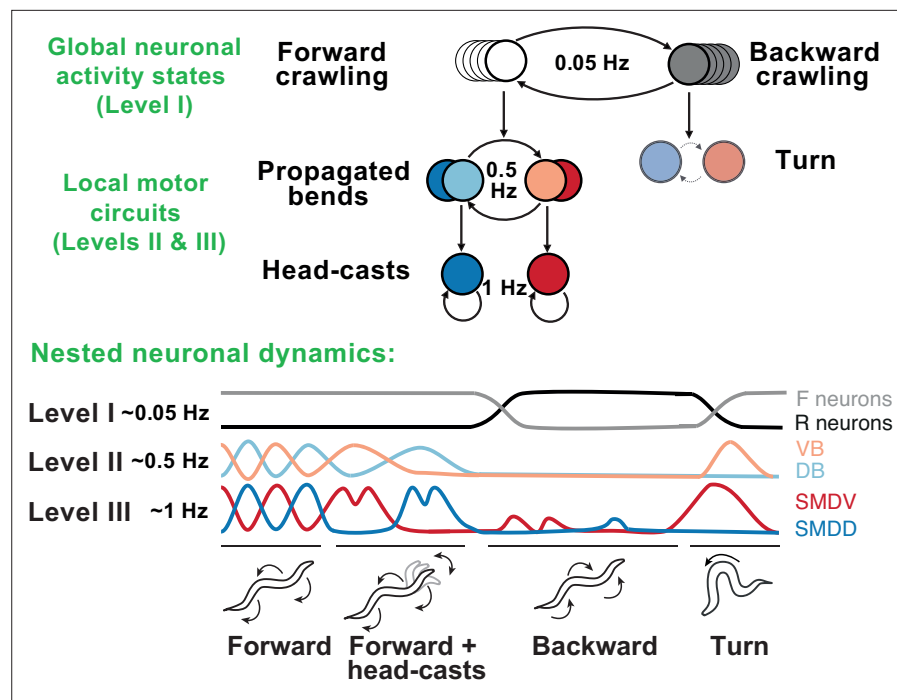 Global neuronal
activity states
(Level I)
Forward
crawling
0.05 Hz
Backward
crawling
Local motor
circuits
(Levels II & III)
Propagated
bends
0.5
Hz
Turn
Head-casts
1 Hz
Nested neuronal dynamics:
Level I ~0.05 Hz
F neurons
R neurons
Level II ~0.5 Hz
VB
DB
Level III ~1 Hz
SMDV
SMDD
Forward
Forward +
head-casts
Backward
Turn